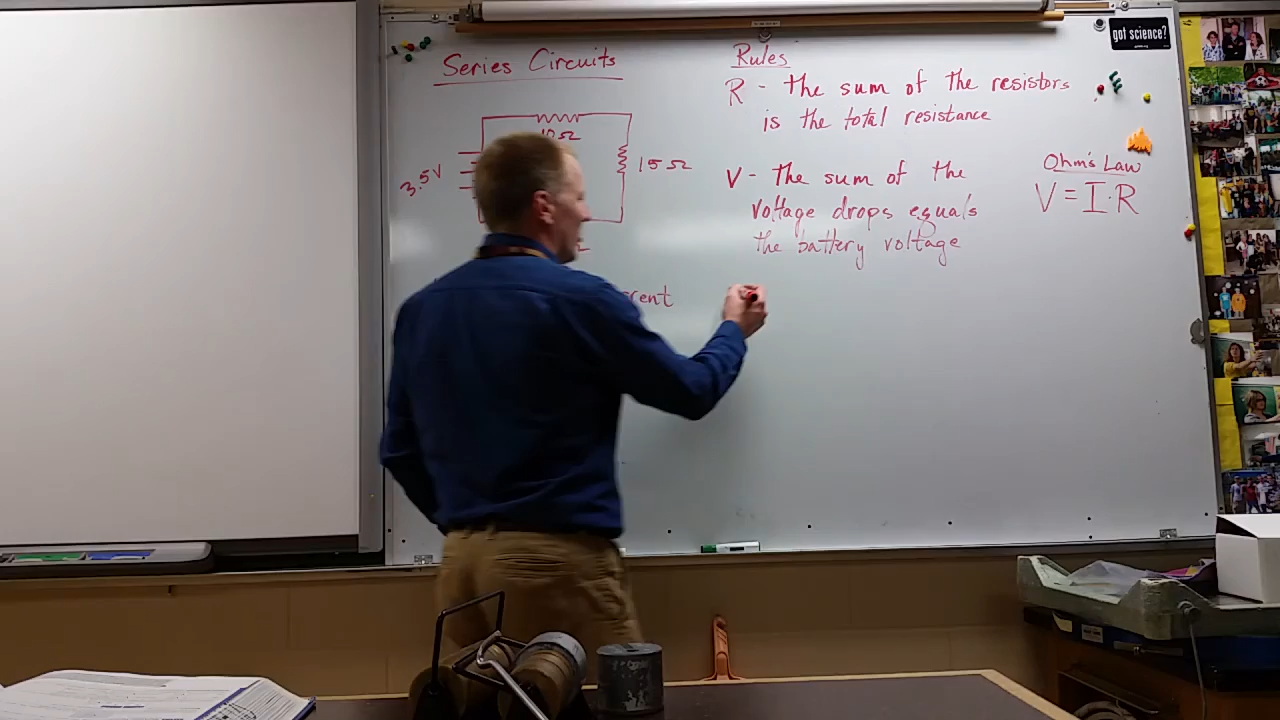 Series Circuits
10Ω
3.5V
15Ω
Rules
R - the sum of the resistors
is the total resistance
V - the sum of the
voltage drops equals
the battery voltage
Ohm's Law
V = I·R
got science?